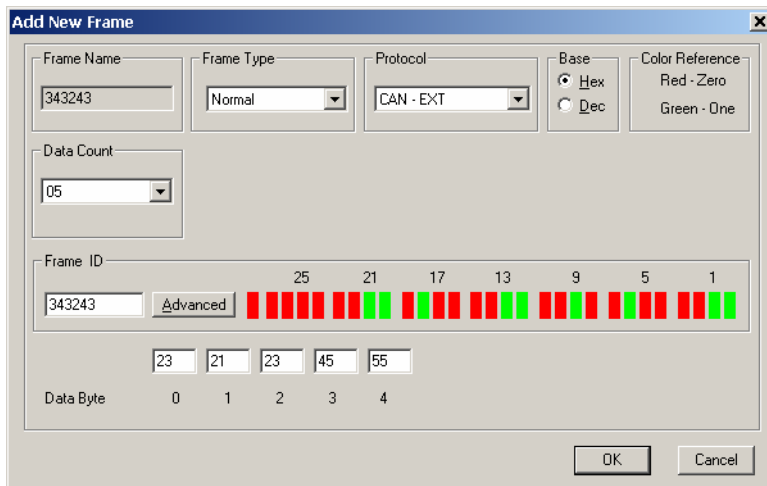 Add New Frame
Frame Name
Frame Type
Protocol
Base
Color Reference
343243
Normal
CAN - EXT
Hex
Dec
Red - Zero
Green - One
Data Count
05
Frame ID
25 21 17 13 9 5 1
343243
Advanced
23 21 23 45 55
Data Byte 0 1 2 3 4
OK
Cancel